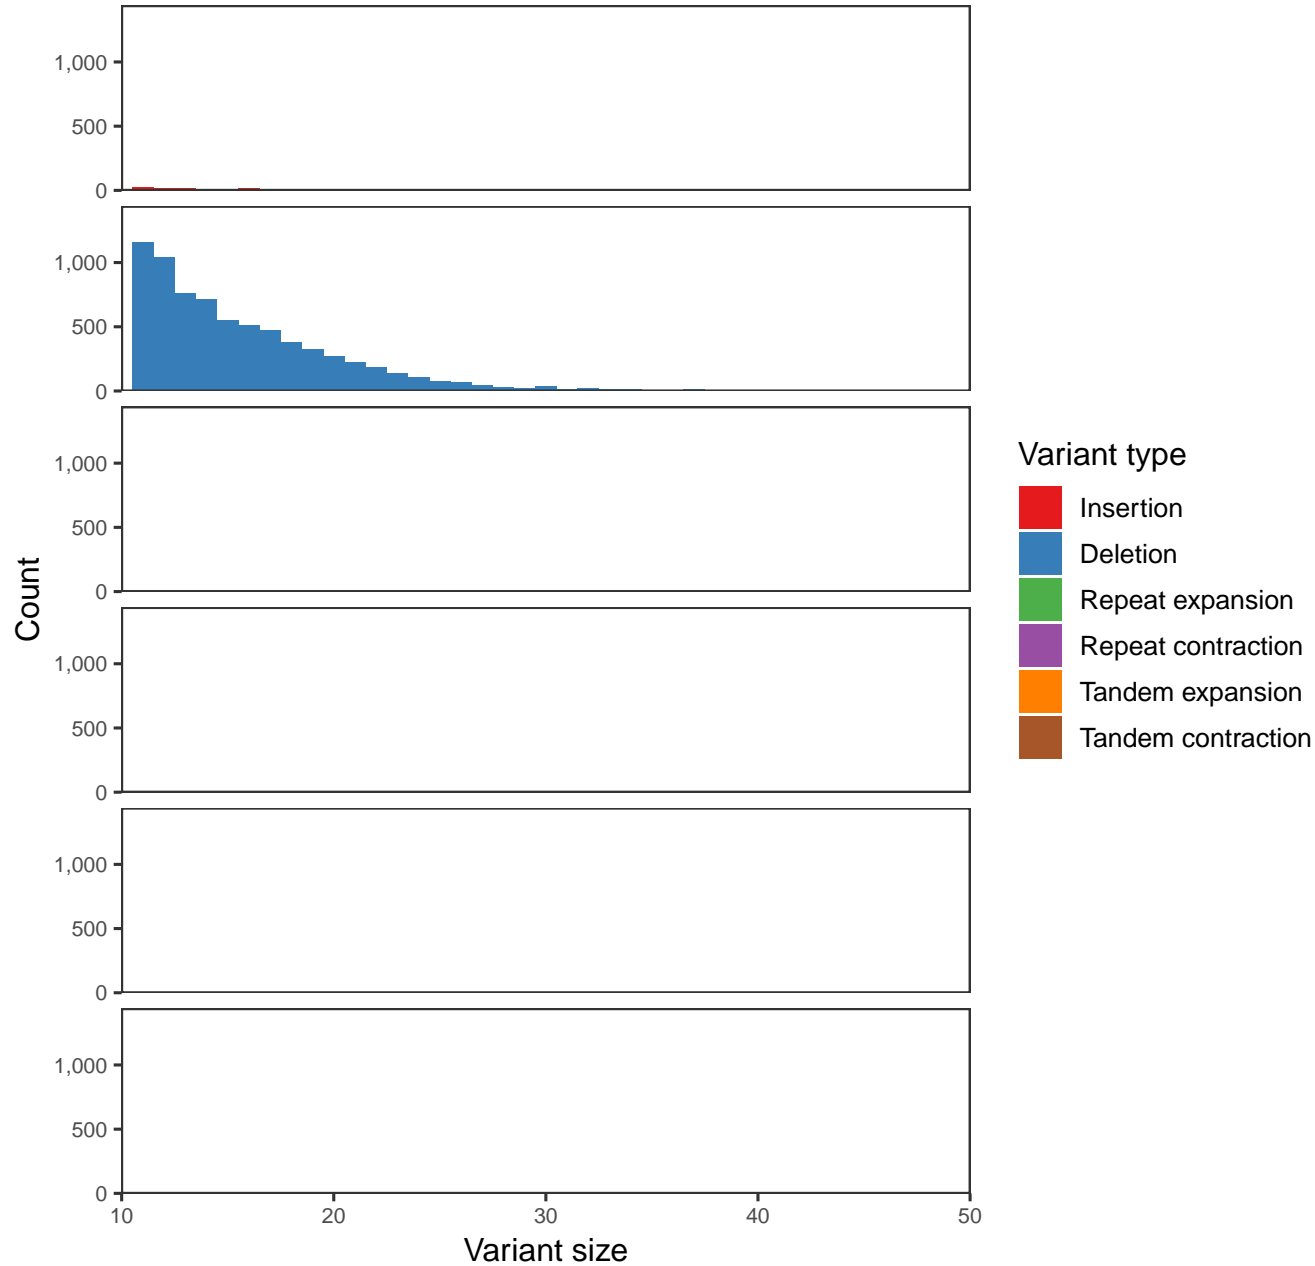 1,000
500
0
1,000
500
0
1,000
500
0
1,000
500
0
1,000
500
0
1,000
500
0
10 20 30 40 50
Variant size
Count
Variant type
Insertion
Deletion
Repeat expansion
Repeat contraction
Tandem expansion
Tandem contraction